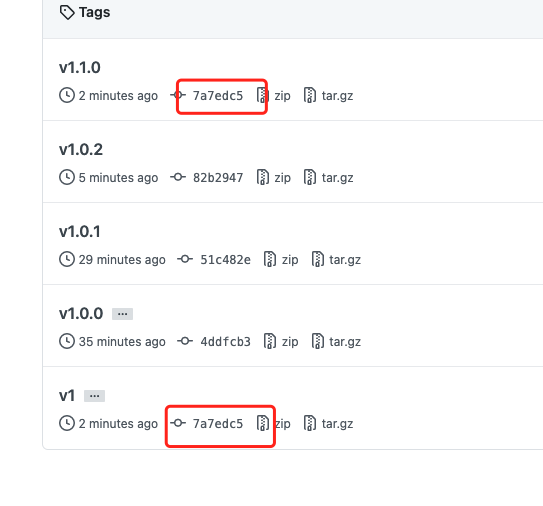 Tags
v1.1.0
2 minutes ago 7a7edc5 zip tar.gz
v1.0.2
5 minutes ago 82b2947 zip tar.gz
v1.0.1
29 minutes ago 51c482e zip tar.gz
v1.0.0 ...
35 minutes ago 4ddfcb3 zip tar.gz
v1 ...
2 minutes ago 7a7edc5 zip tar.gz